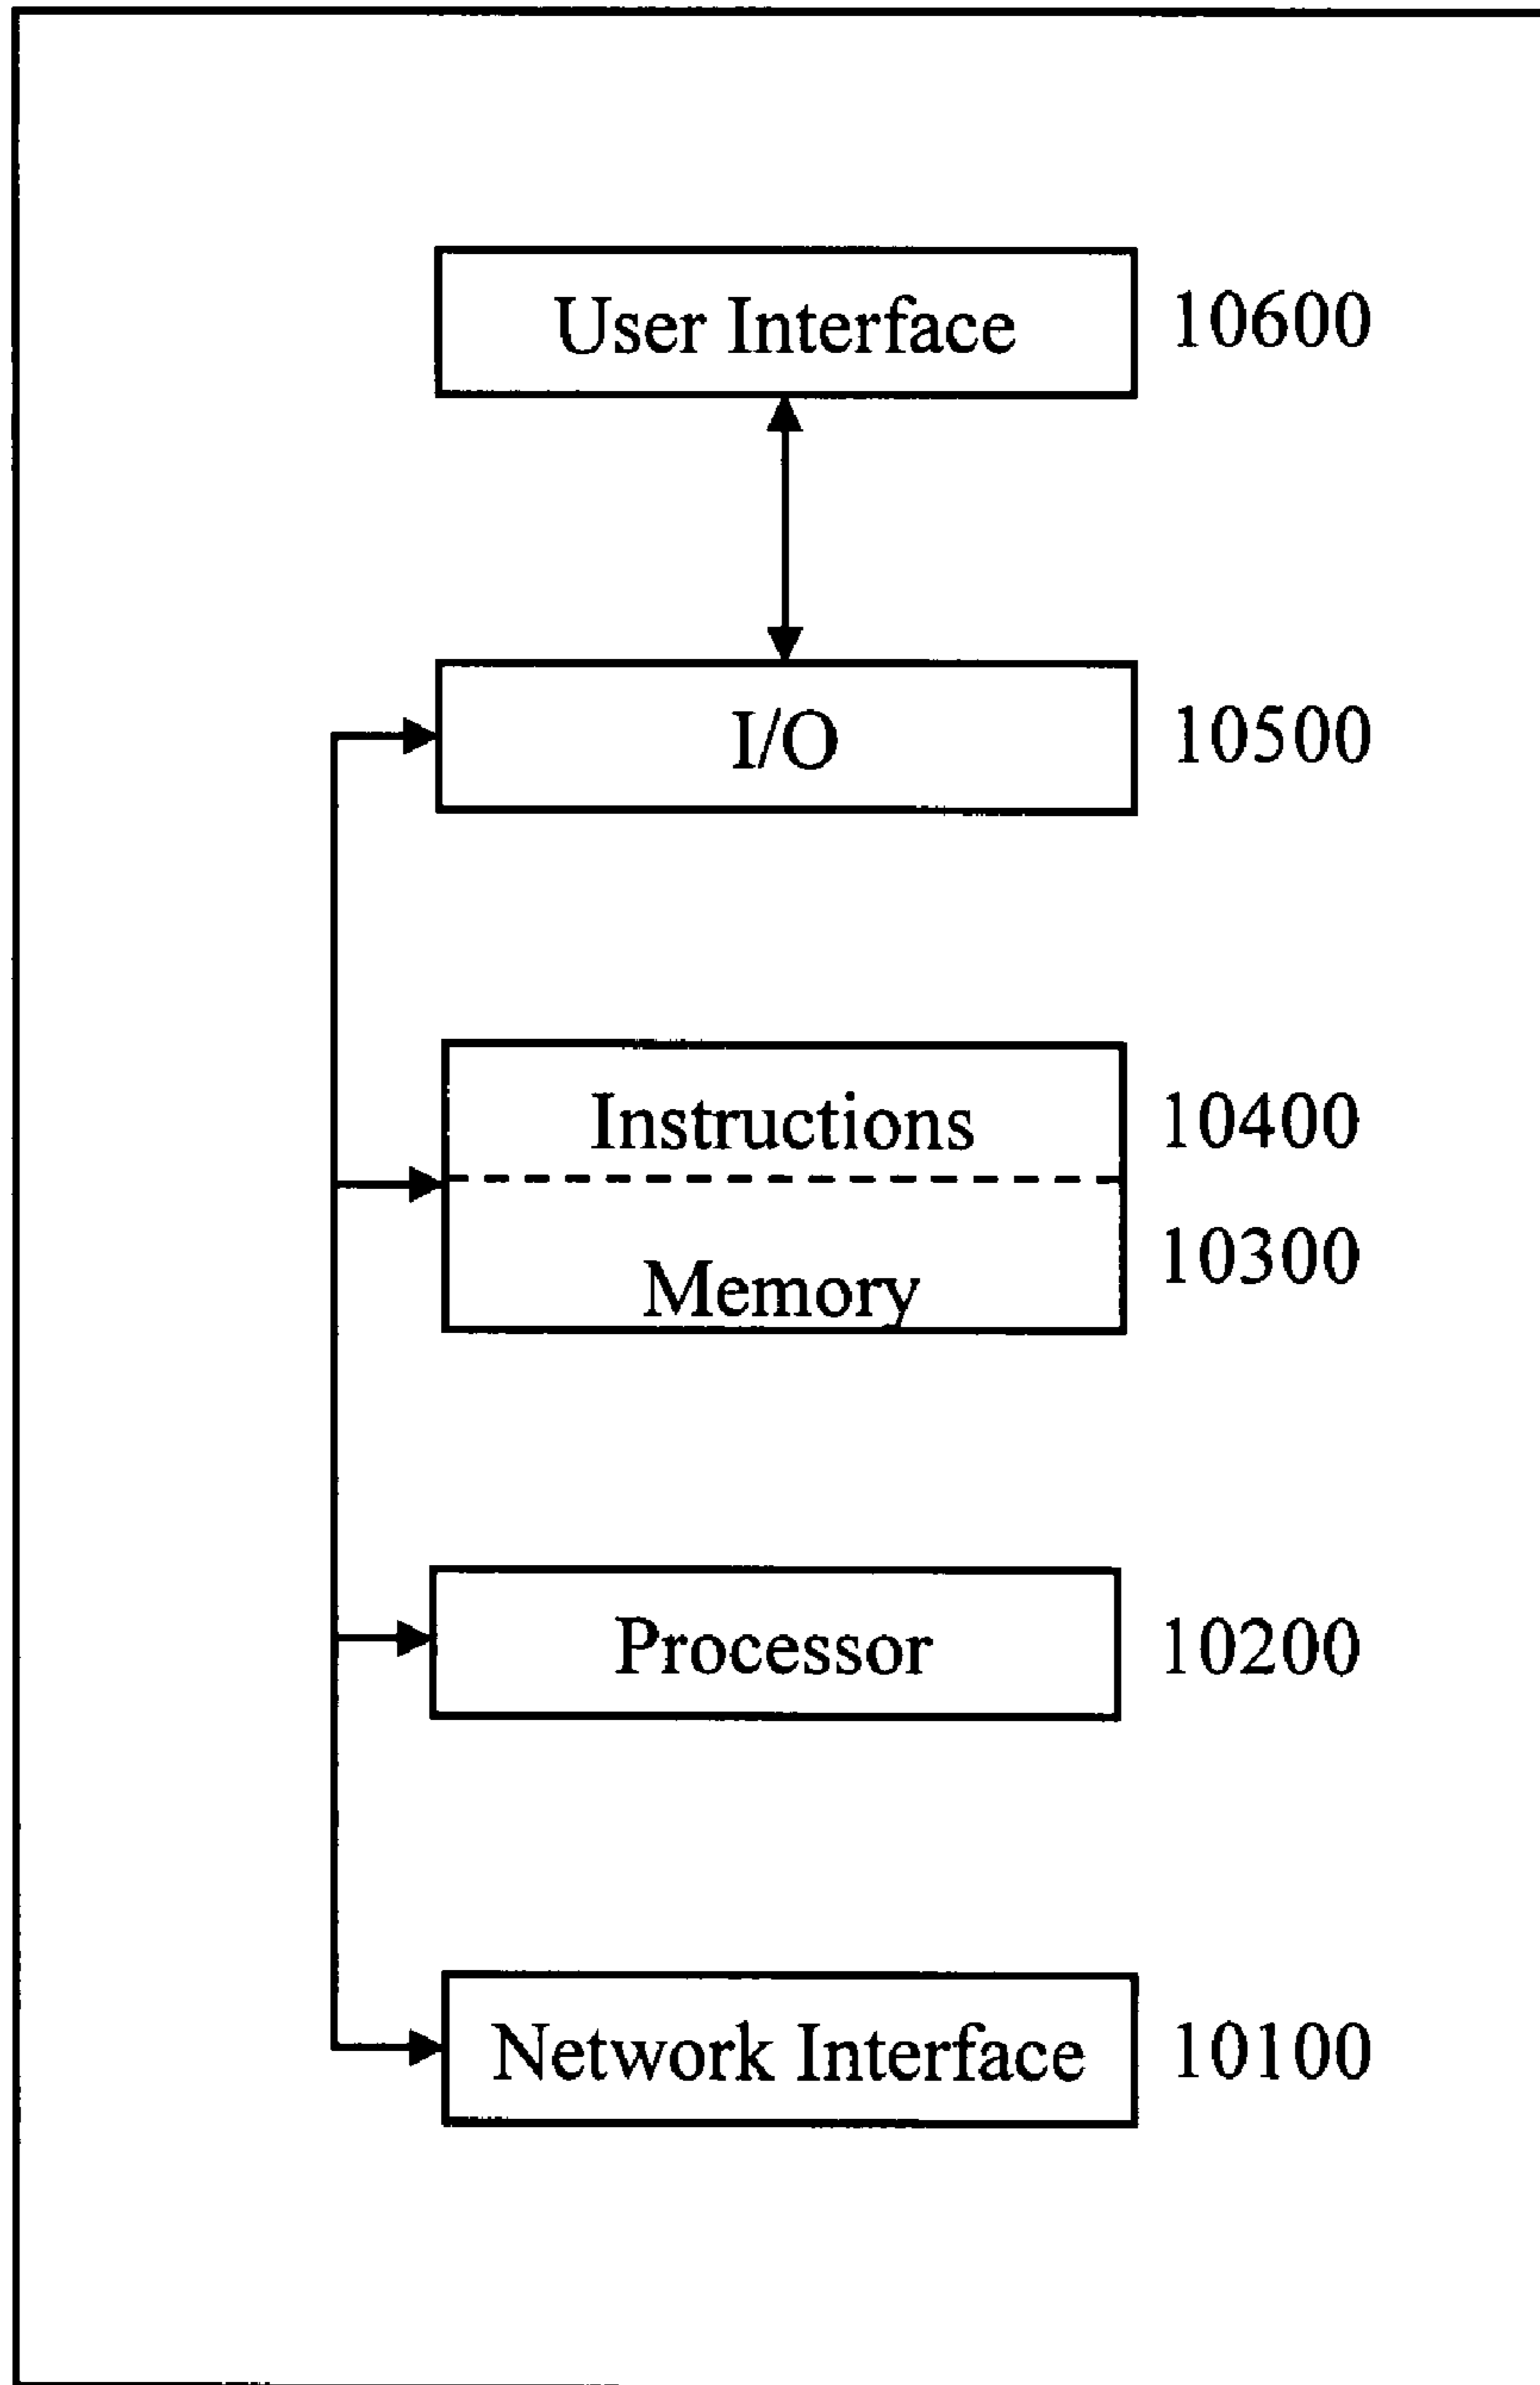 User Interface 10600
I/O 10500
Instructions 10400
Memory 10300
Processor 10200
Network Interface 10100